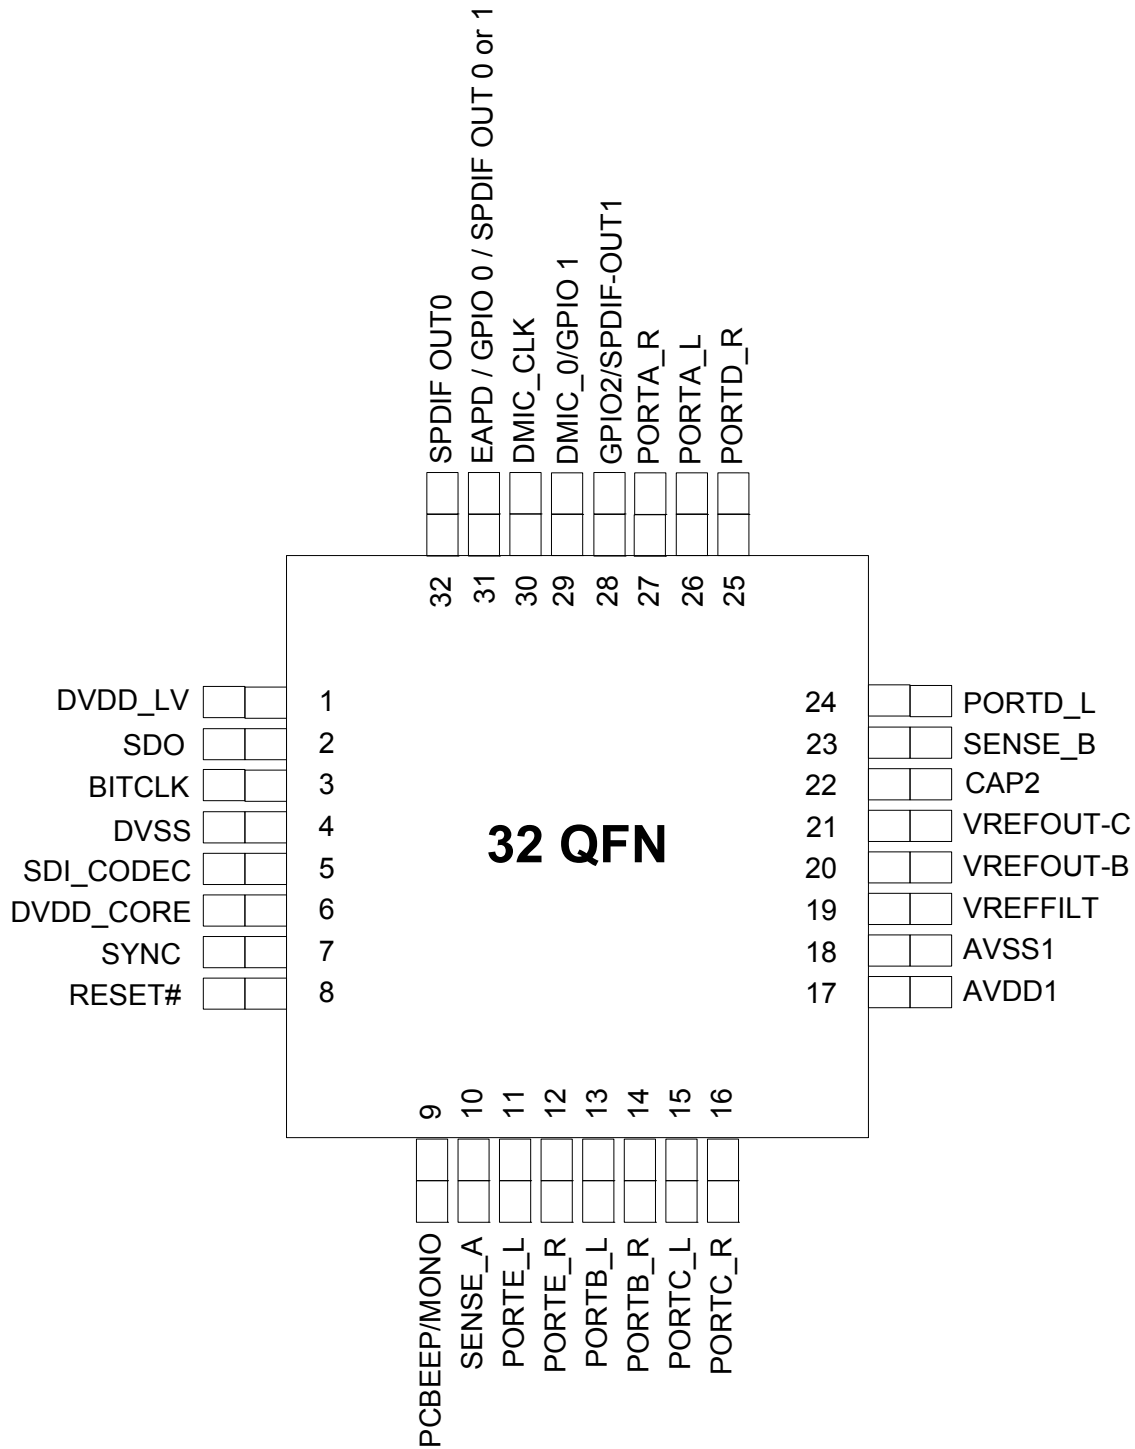 SPDIF OUT0
EAPD / GPIO 0 / SPDIF OUT 0 or 1
DMIC_CLK
DMIC_0/GPIO 1
GPIO2/SPDIF-OUT1
PORTA_R
PORTA_L
PORTD_R
32
31
30
29
28
27
26
25
DVDD_LV 1
SDO 2
BITCLK 3
DVSS 4
SDI_CODEC 5
DVDD_CORE 6
SYNC 7
RESET# 8
32 QFN
24 PORTD_L
23 SENSE_B
22 CAP2
21 VREFOUT-C
20 VREFOUT-B
19 VREFFILT
18 AVSS1
17 AVDD1
9
10
11
12
13
14
15
16
PCBEEP/MONO
SENSE_A
PORTE_L
PORTE_R
PORTB_L
PORTB_R
PORTC_L
PORTC_R